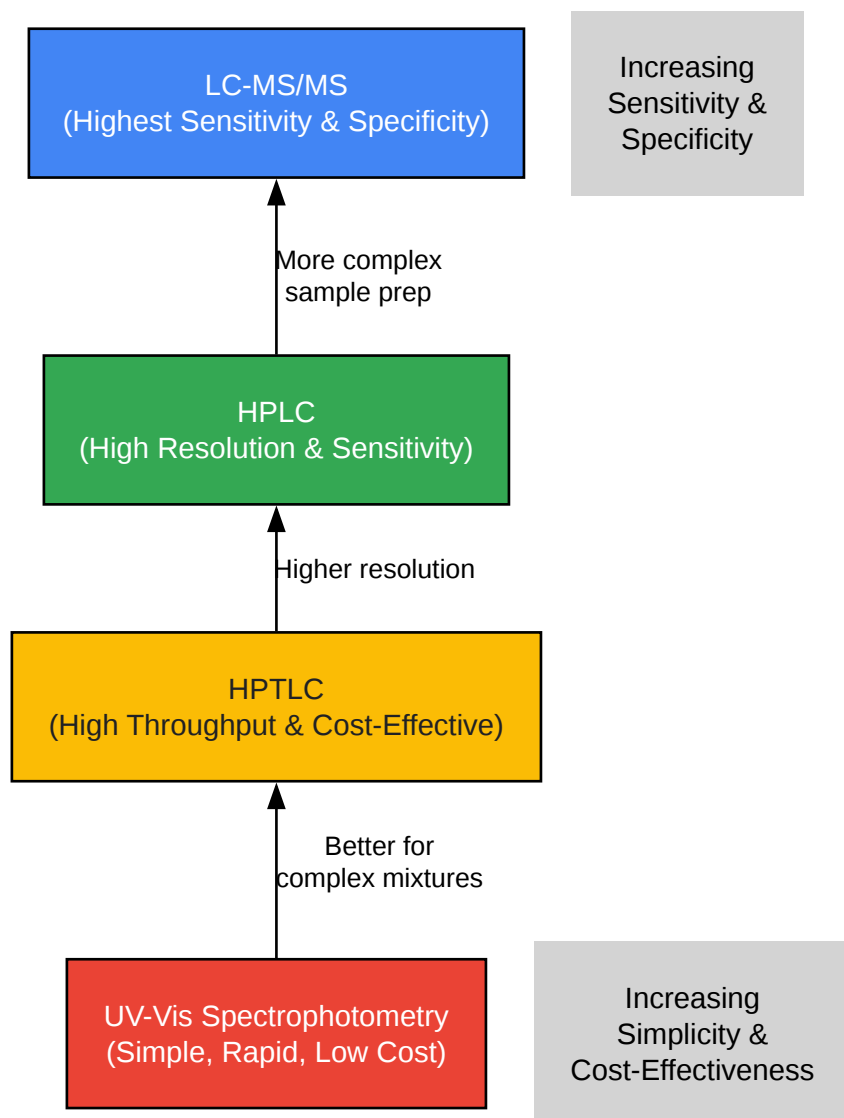 LC-MS/MS
(Highest Sensitivity & Specificity)
Increasing
Sensitivity &
Specificity
More complex
sample prep
HPLC
(High Resolution & Sensitivity)
Higher resolution
HPTLC
(High Throughput & Cost-Effective)
Better for
complex mixtures
UV-Vis Spectrophotometry
(Simple, Rapid, Low Cost)
Increasing
Simplicity &
Cost-Effectiveness